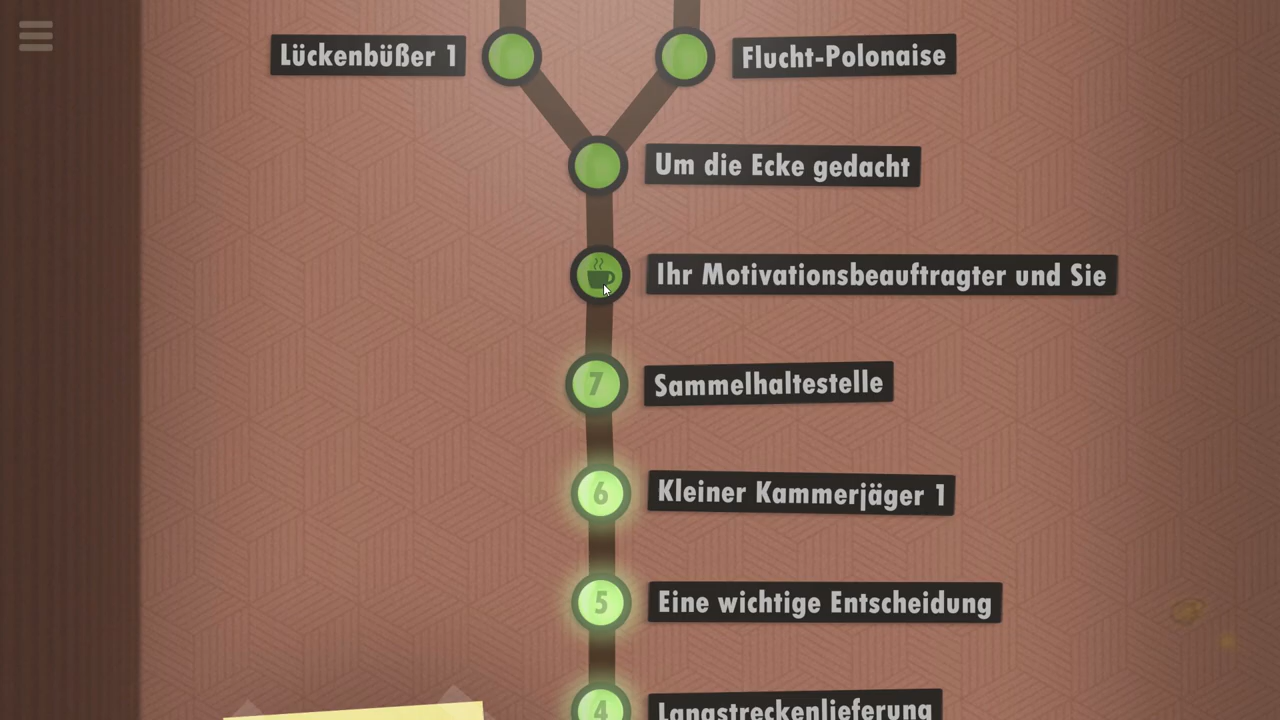 Lückenbüßer 1
Flucht-Polonaise
Um die Ecke gedacht
Ihr Motivationsbeauftragter und Sie
7 Sammelhaltestelle
6 Kleiner Kammerjäger 1
5 Eine wichtige Entscheidung
4 Langstreckenlieferung